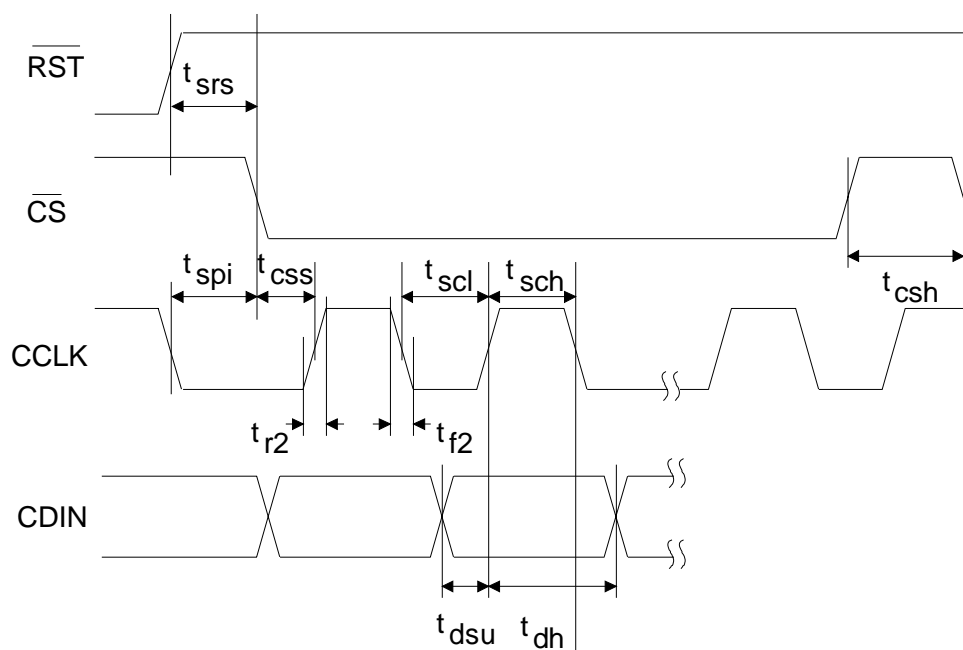 RST
t srs
CS
t spi
t css
t scl
t sch
t csh
CCLK
t r2
t f2
CDIN
t dsu
t dh